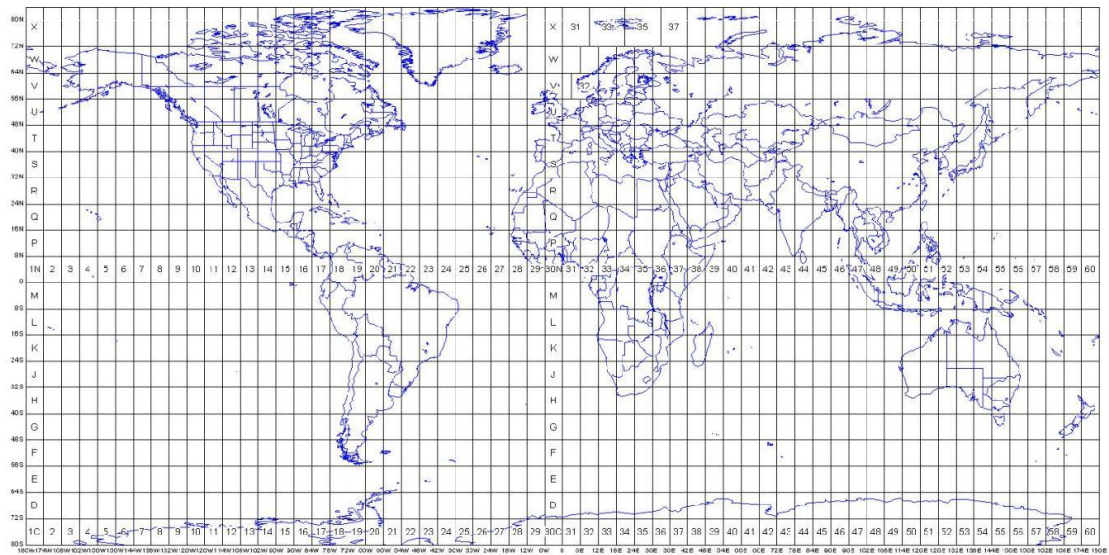 80N X X 31 33 35 37
72N
W W
64N
V V 32
56N
U U
48N
T T
40N
S S
32N
R R
24N
Q Q
16N
P P
8N
1N 2 3 4 5 6 7 8 9 10 11 12 13 14 15 16 17 18 19 20 21 22 23 24 25 26 27 28 29 30N 31 32 33 34 35 36 37 38 39 40 41 42 43 44 45 46 47 48 49 50 51 52 53 54 55 56 57 58 59 60
0
M M
8S
L L
16S
K K
24S
J J
32S
H H
40S
G G
48S
F F
56S
E E
64S
D D
72S
1C 2 3 4 5 6 7 8 9 10 11 12 13 14 15 16 17 18 19 20 21 22 23 24 25 26 27 28 29 30C 31 32 33 34 35 36 37 38 39 40 41 42 43 44 45 46 47 48 49 50 51 52 53 54 55 56 57 58 59 60
80S